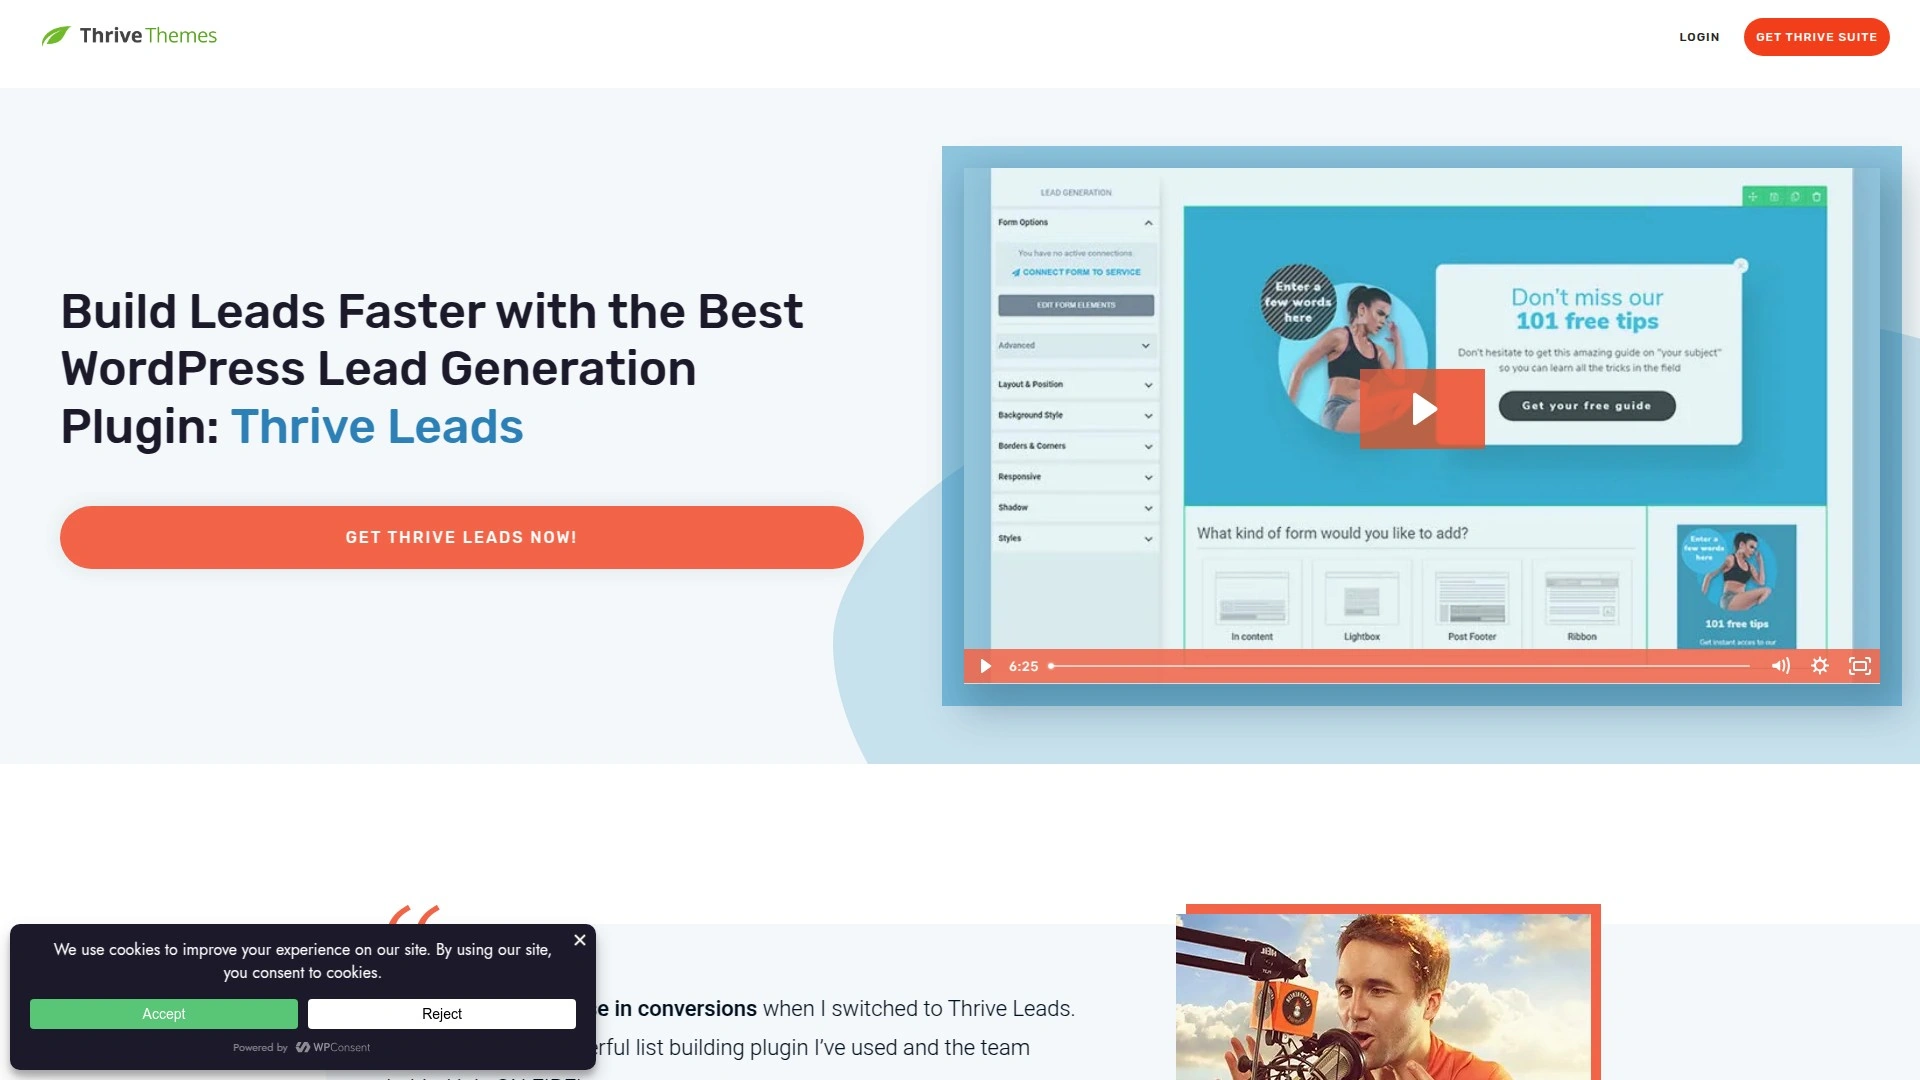 Thrive Themes
LOGIN
GET THRIVE SUITE
Build Leads Faster with the Best
WordPress Lead Generation
Plugin: Thrive Leads
GET THRIVE LEADS NOW!
LEAD GENERATION
Form Options
You have no active connections
CONNECT FORM TO SERVICE
EDIT FORM ELEMENTS
Advanced
Layout & Position
Background Style
Borders & Corners
Responsive
Shadow
Styles
Enter a
few words
here
Don't miss our
101 free tips
Don't hesitate to get this amazing guide on "your subject"
so you can learn all the tricks in the field
Get your free guide
What kind of form would you like to add?
In content
Lightbox
Post Footer
Ribbon
Enter a
few words
here
101 free tips
Get instant acces to our
6:25
“
We use cookies to improve your experience on our site. By using our site,
you consent to cookies.
Accept
Reject
Powered by WPConsent
e in conversions when I switched to Thrive Leads.
erful list building plugin I’ve used and the team
HEIL